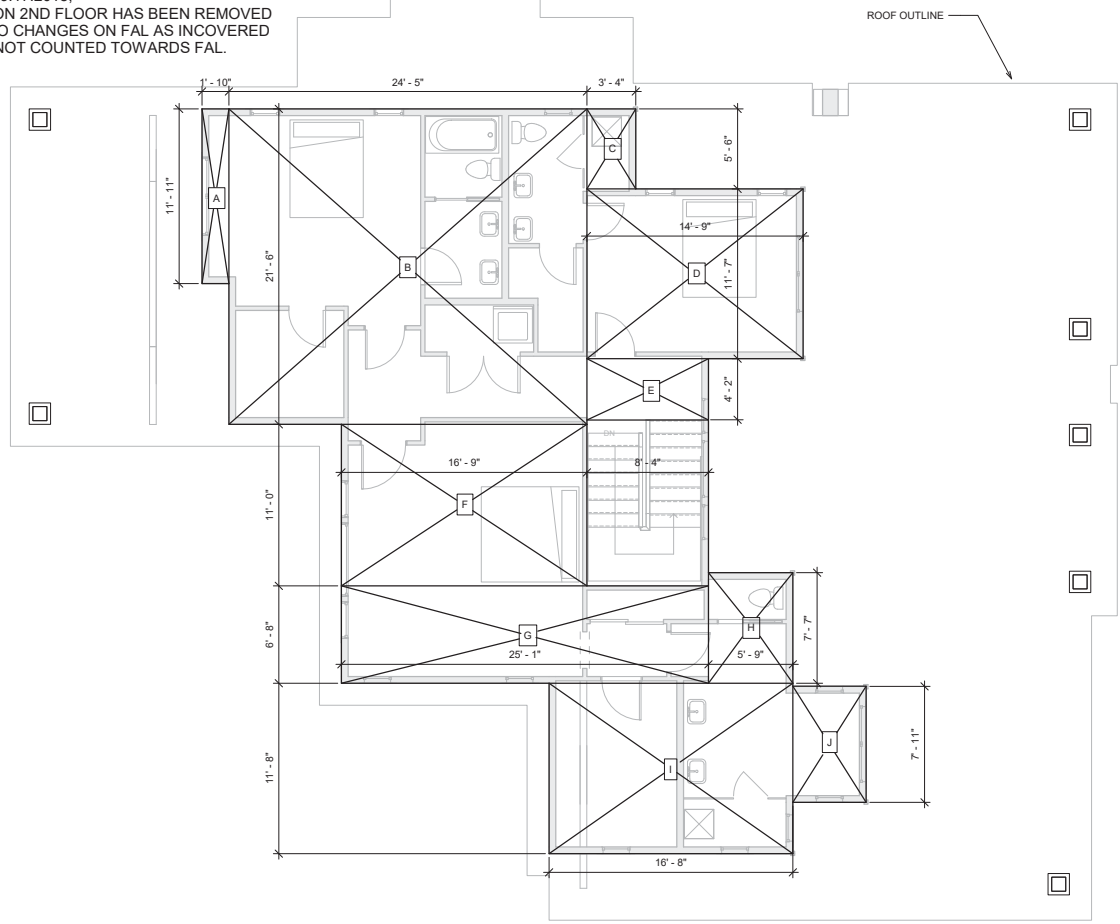 ON 2ND FLOOR HAS BEEN REMOVED
O CHANGES ON FAL AS INCOVERED
NOT COUNTED TOWARDS FAL.
ROOF OUTLINE
1' - 10"
24' - 5"
3' - 4"
11' - 11"
A
21' - 6"
B
C
5' - 6"
14' - 9"
D
11' - 7"
E
4' - 2"
DN
16' - 9"
8' - 4"
F
11' - 0"
G
25' - 1"
6' - 8"
H
5' - 9"
7' - 7"
I
J
7' - 11"
11' - 8"
16' - 8"